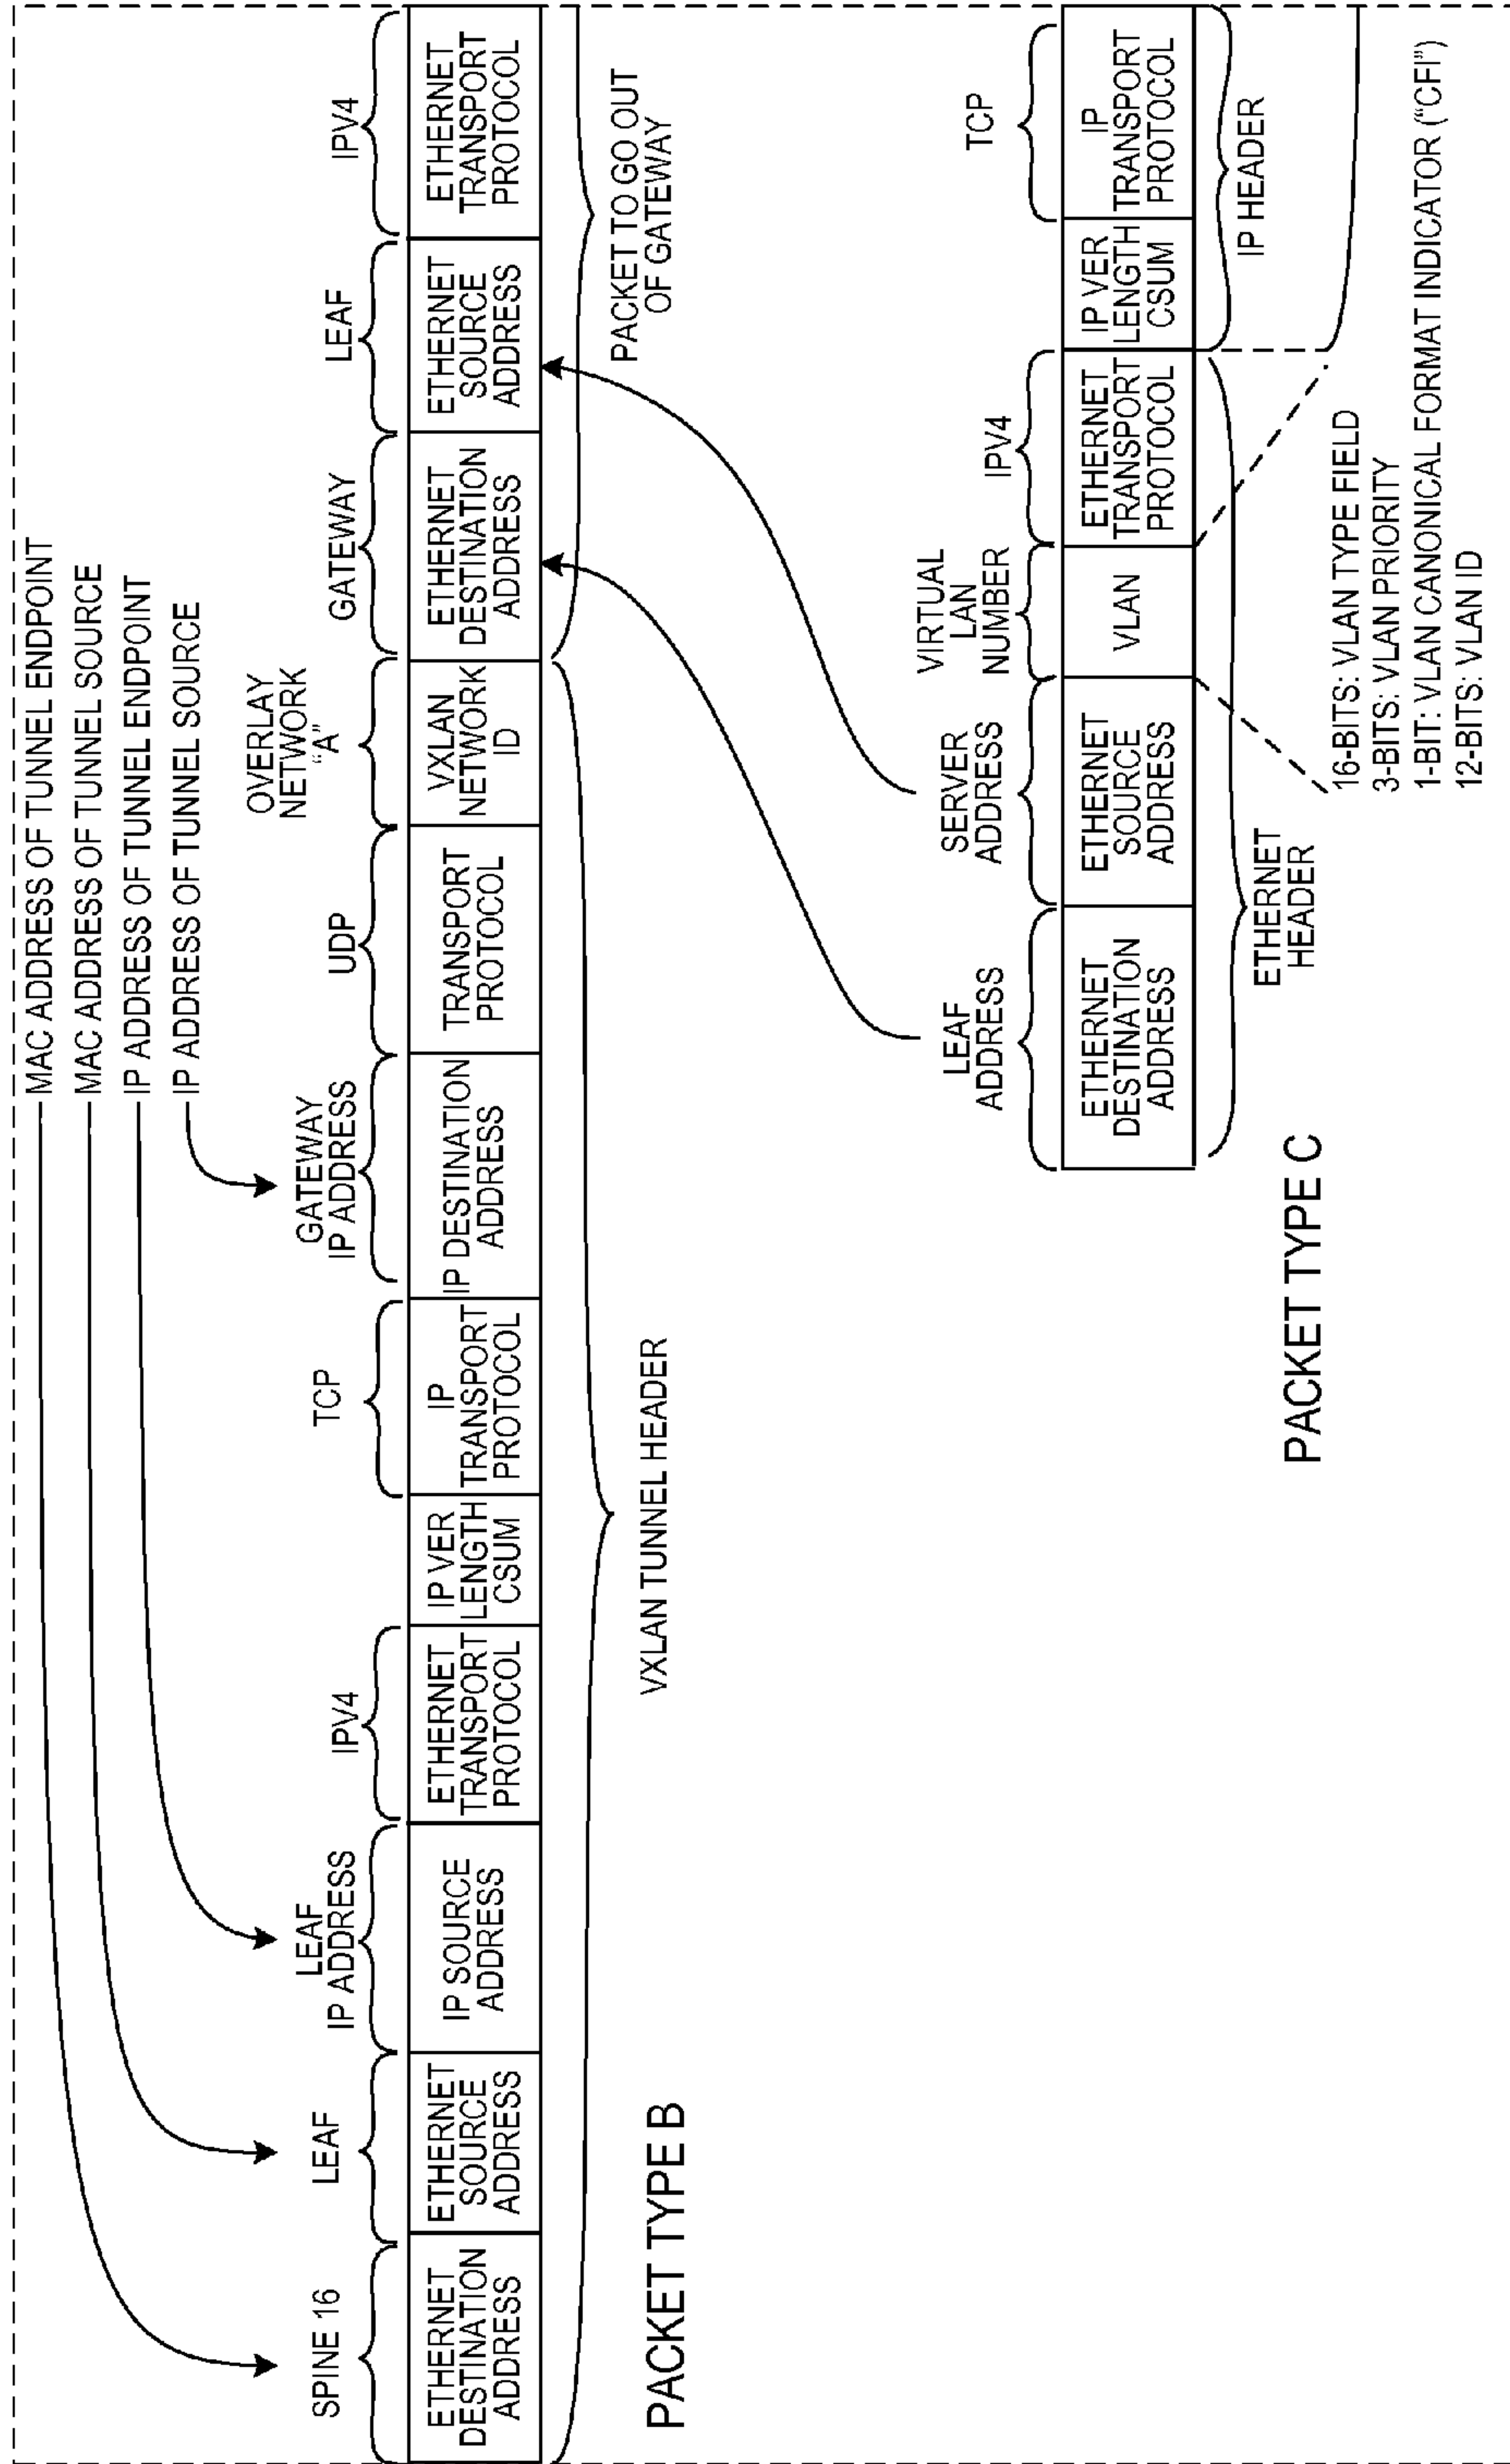 MAC ADDRESS OF TUNNEL ENDPOINT
MAC ADDRESS OF TUNNEL SOURCE
IP ADDRESS OF TUNNEL ENDPOINT
IP ADDRESS OF TUNNEL SOURCE
SPINE 16
LEAF
LEAF
IP ADDRESS
IPV4
TCP
GATEWAY
IP ADDRESS
UDP
OVERLAY
NETWORK
"A"
GATEWAY
LEAF
IPV4
ETHERNET
DESTINATION
ADDRESS
ETHERNET
SOURCE
ADDRESS
IP SOURCE
ADDRESS
ETHERNET
TRANSPORT
PROTOCOL
IP VER
LENGTH
CSUM
IP
TRANSPORT
PROTOCOL
IP DESTINATION
ADDRESS
TRANSPORT
PROTOCOL
VXLAN
NETWORK
ID
ETHERNET
DESTINATION
ADDRESS
ETHERNET
SOURCE
ADDRESS
ETHERNET
TRANSPORT
PROTOCOL
VXLAN TUNNEL HEADER
PACKET TO GO OUT
OF GATEWAY
PACKET TYPE B
LEAF
ADDRESS
SERVER
ADDRESS
VIRTUAL
LAN
NUMBER
IPV4
TCP
ETHERNET
DESTINATION
ADDRESS
ETHERNET
SOURCE
ADDRESS
VLAN
ETHERNET
TRANSPORT
PROTOCOL
IP VER
LENGTH
CSUM
IP
TRANSPORT
PROTOCOL
ETHERNET
HEADER
IP HEADER
PACKET TYPE C
16-BITS: VLAN TYPE FIELD
3-BITS: VLAN PRIORITY
1-BIT: VLAN CANONICAL FORMAT INDICATOR ("CFI")
12-BITS: VLAN ID